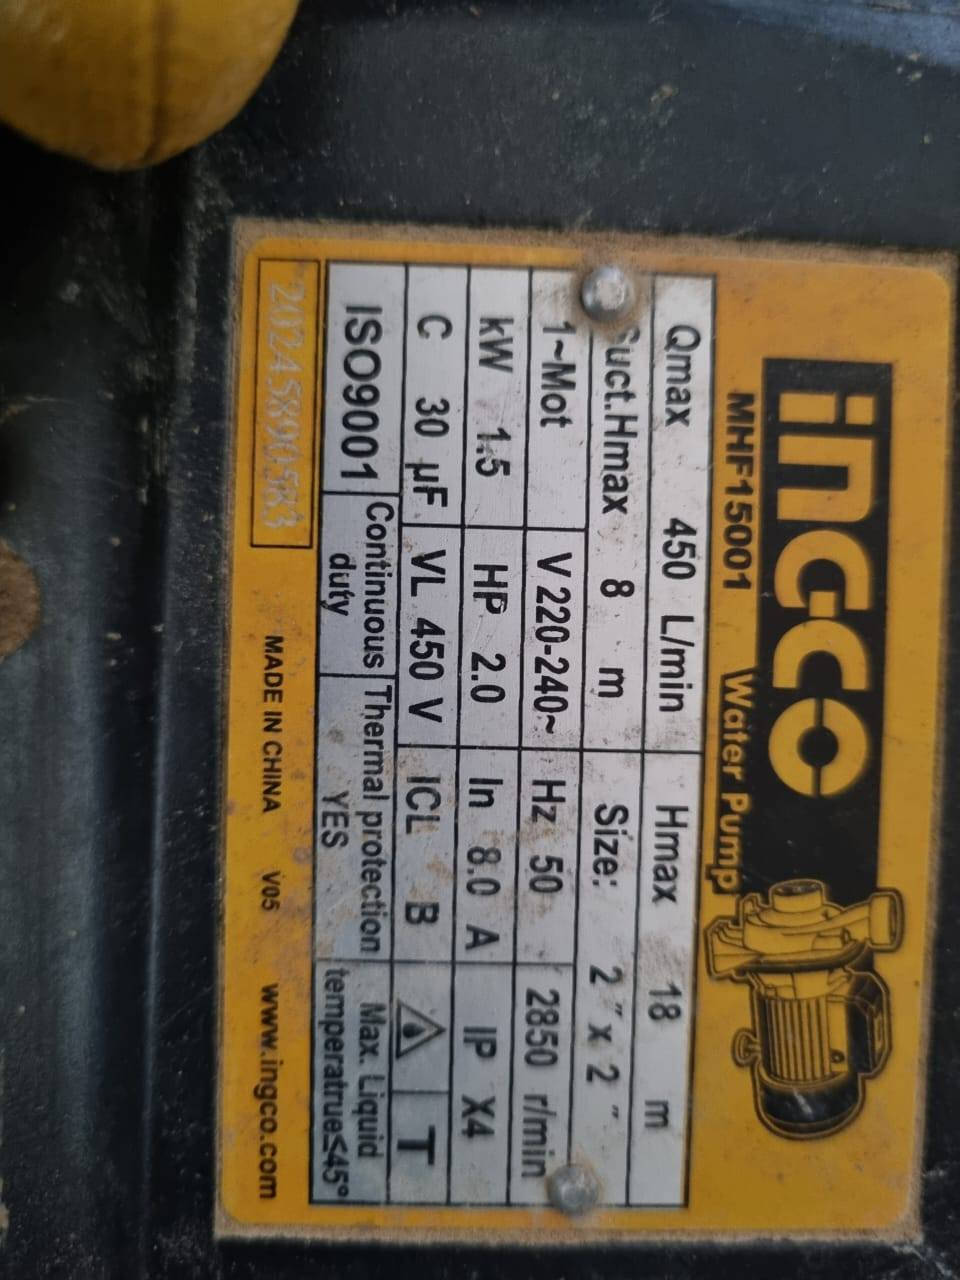 INGCO
MHF15001 Water Pump
Qmax 450 L/min Hmax 18 m
Suct.Hmax 8 m Size: 2" x 2"
1~Mot V 220-240~ Hz 50 2850 r/min
kW 1.5 HP 2.0 In 8.0 A IP X4
C 30 µF VL 450 V ICL B T
ISO9001 Continuous duty Thermal protection YES Max. Liquid temperatrue≤45°
20245890583
MADE IN CHINA V05 www.ingco.com